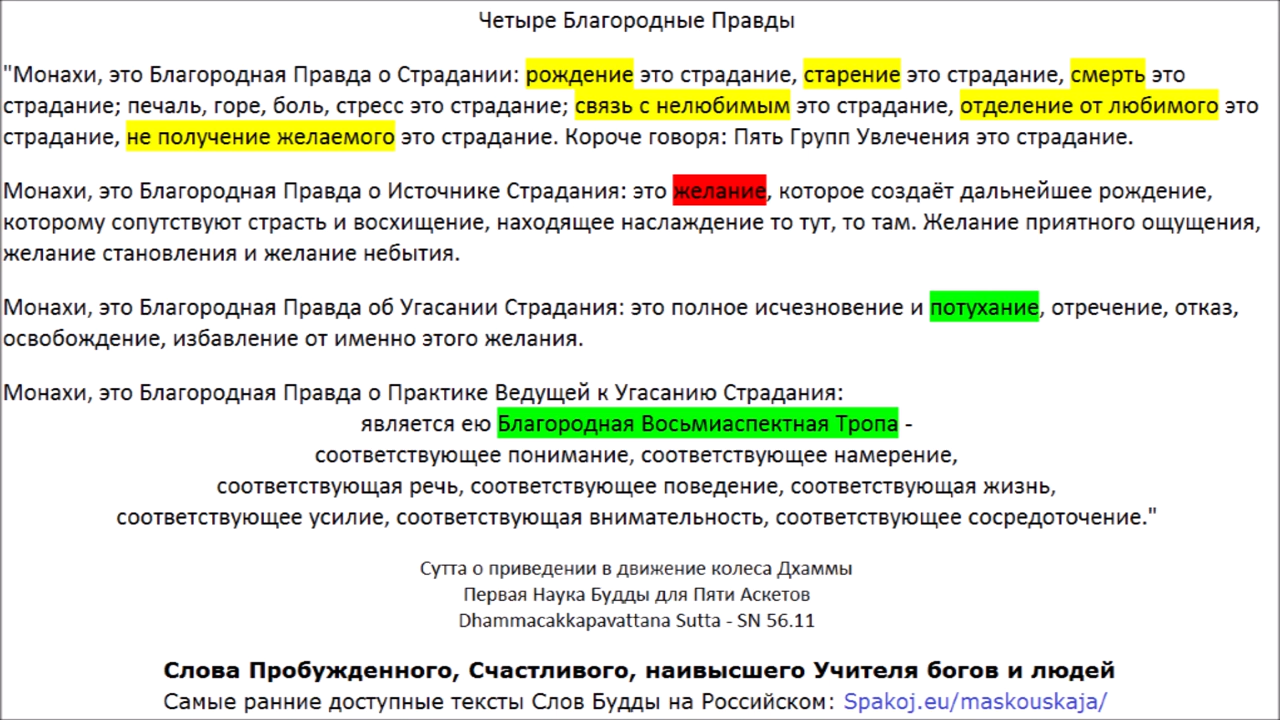 Четыре Благородные Правды
"Монахи, это Благородная Правда о Страдании: рождение это страдание, старение это страдание, смерть это
страдание; печаль, горе, боль, стресс это страдание; связь с нелюбимым это страдание, отделение от любимого это
страдание, не получение желаемого это страдание. Короче говоря: Пять Групп Увлечения это страдание.
Монахи, это Благородная Правда о Источнике Страдания: это желание, которое создаёт дальнейшее рождение,
которому сопутствуют страсть и восхищение, находящее наслаждение то тут, то там. Желание приятного ощущения,
желание становления и желание небытия.
Монахи, это Благородная Правда об Угасании Страдания: это полное исчезновение и потухание, отречение, отказ,
освобождение, избавление от именно этого желания.
Монахи, это Благородная Правда о Практике Ведущей к Угасанию Страдания:
является ею Благородная Восьмиаспектная Тропа -
соответствующее понимание, соответствующее намерение,
соответствующая речь, соответствующее поведение, соответствующая жизнь,
соответствующее усилие, соответствующая внимательность, соответствующее сосредоточение."
Сутта о приведении в движение колеса Дхаммы
Первая Наука Будды для Пяти Аскетов
Dhammacakkapavattana Sutta - SN 56.11
Слова Пробужденного, Счастливого, наивысшего Учителя богов и людей
Самые ранние доступные тексты Слов Будды на Российском: Spakoj.eu/maskouskaja/